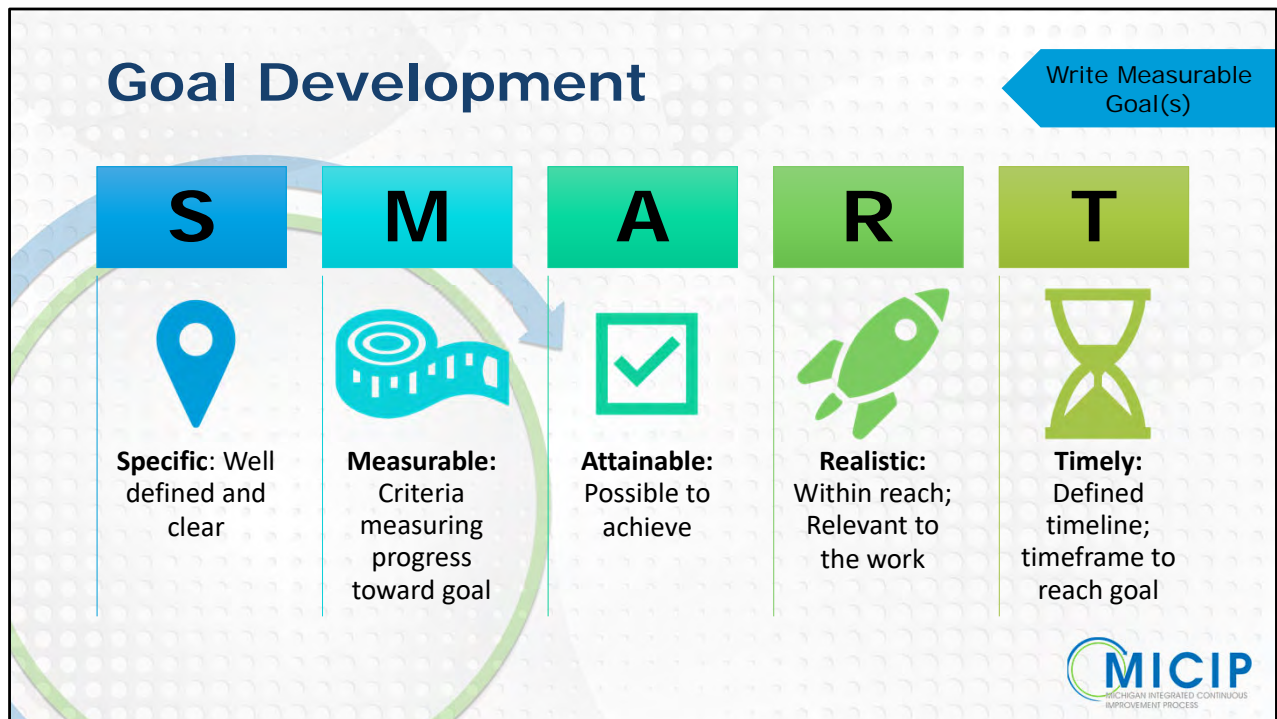 Goal Development
Write Measurable
Goal(s)
S
M
A
R
T
Specific: Well
defined and
clear
Measurable:
Criteria
measuring
progress
toward goal
Attainable:
Possible to
achieve
Realistic:
Within reach;
Relevant to
the work
Timely:
Defined
timeline;
timeframe to
reach goal
MICIP
MICHIGAN INTEGRATED CONTINUOUS
IMPROVEMENT PROCESS